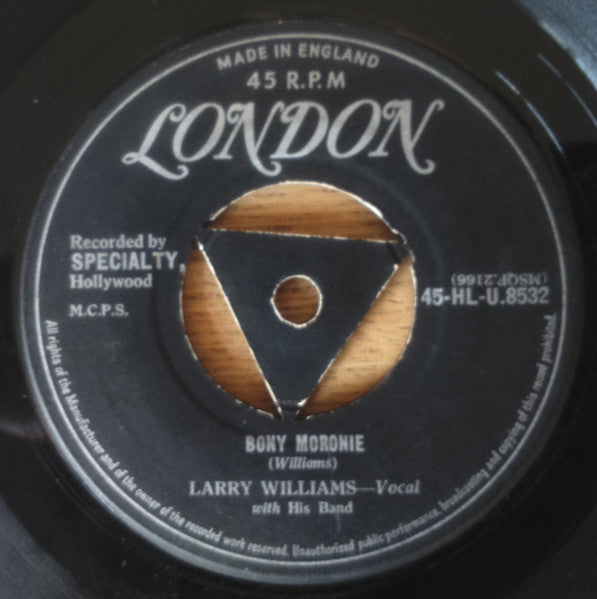 MADE IN ENGLAND
45 R.P.M
LONDON
Recorded by
SPECIALTY,
Hollywood
M.C.P.S.
(MSQF.2166)
45-HL-U.8532
BONY MORONIE
(Williams)
LARRY WILLIAMS—Vocal
with His Band
All rights of the Manufacturer and of the owner of the recorded work reserved. Unauthorised public performance, broadcasting and copying of this record prohibited.